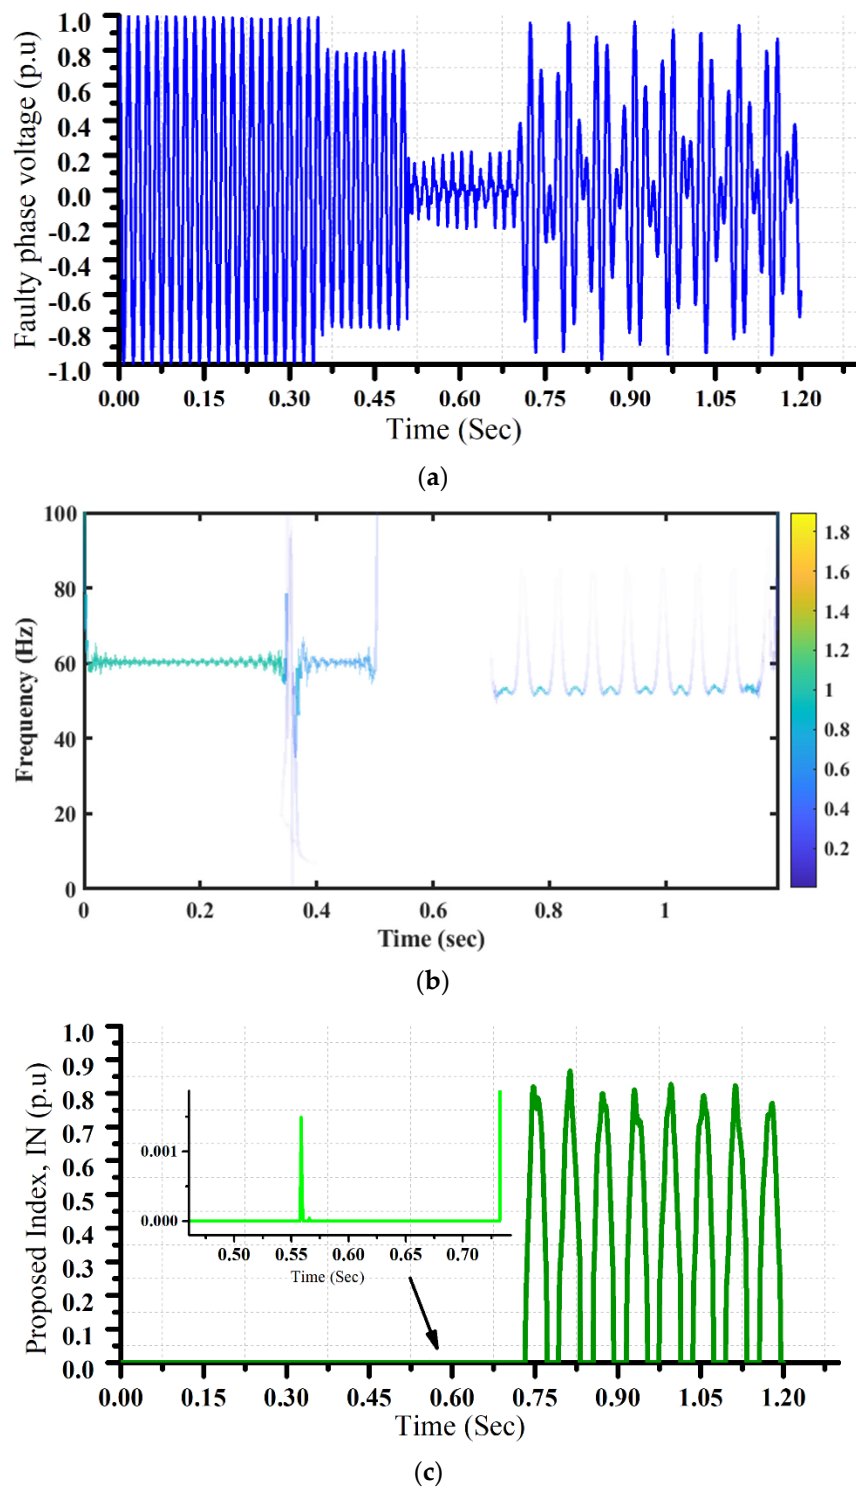 Faulty phase voltage (p.u)
1.0
0.8
0.6
0.4
0.2
0.0
-0.2
-0.4
-0.6
-0.8
-1.0
0.00 0.15 0.30 0.45 0.60 0.75 0.90 1.05 1.20
Time (Sec)
(a)
Frequency (Hz)
100
80
60
40
20
0
0 0.2 0.4 0.6 0.8 1
Time (sec)
1.8
1.6
1.4
1.2
1
0.8
0.6
0.4
0.2
(b)
Proposed Index, IN (p.u)
1.0
0.9
0.8
0.7
0.6
0.5
0.4
0.3
0.2
0.1
0.0
0.001
0.000
0.50 0.55 0.60 0.65 0.70
Time (Sec)
0.00 0.15 0.30 0.45 0.60 0.75 0.90 1.05 1.20
Time (Sec)
(c)